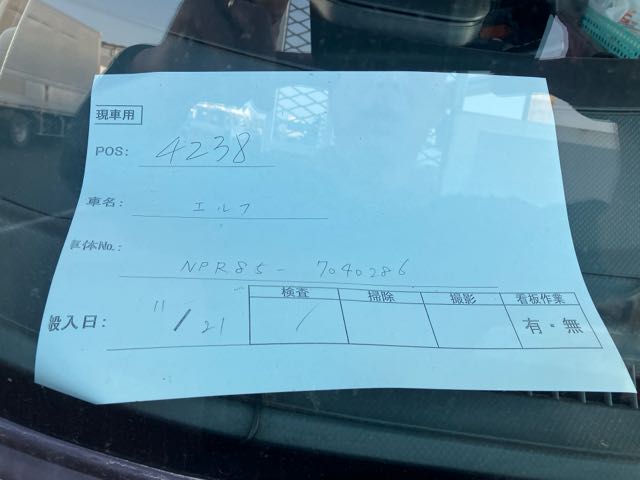 現車用
POS: 4238
車名: エルフ
車体No.: NPR85-7040286
搬入日: 11/21
検査 掃除 撮影 看板作業
/ 有・無